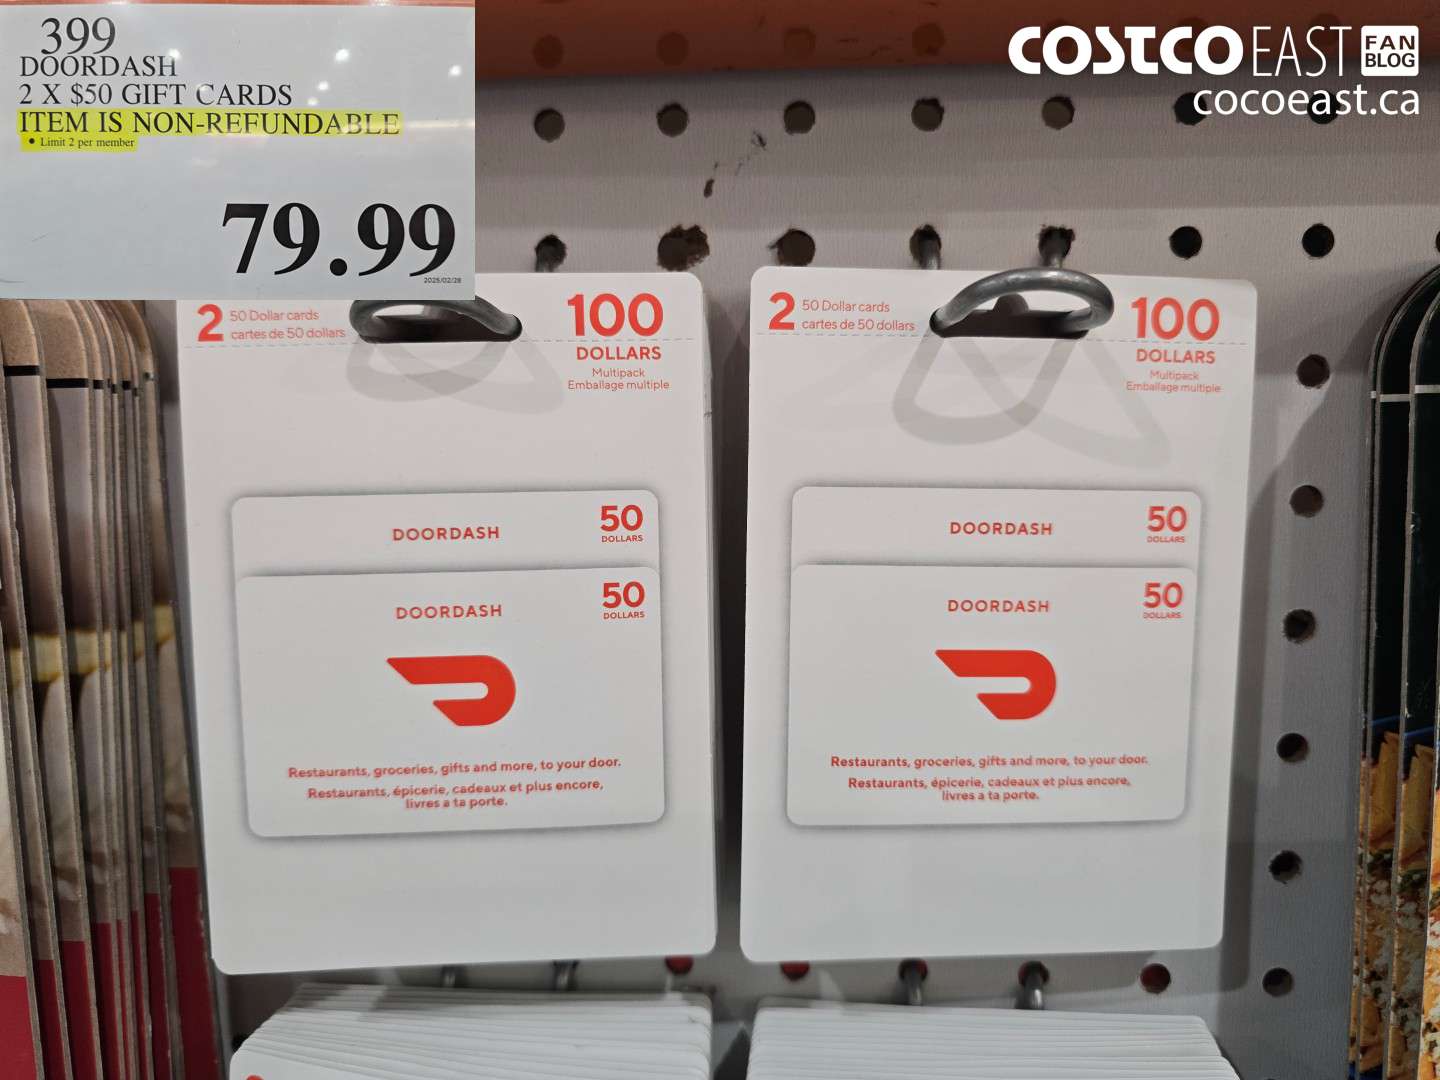 399
DOORDASH
2 X $50 GIFT CARDS
ITEM IS NON-REFUNDABLE
• Limit 2 per member
79.99
2025/02/28
COSTCO EAST FAN BLOG
cocoeast.ca
2 50 Dollar cards
cartes de 50 dollars
100
DOLLARS
Multipack
Emballage multiple
DOORDASH
50
DOLLARS
DOORDASH
50
DOLLARS
Restaurants, groceries, gifts and more, to your door.
Restaurants, épicerie, cadeaux et plus encore,
livres a ta porte.
2 50 Dollar cards
cartes de 50 dollars
100
DOLLARS
Multipack
Emballage multiple
DOORDASH
50
DOLLARS
DOORDASH
50
DOLLARS
Restaurants, groceries, gifts and more, to your door.
Restaurants, épicerie, cadeaux et plus encore,
livres a ta porte.